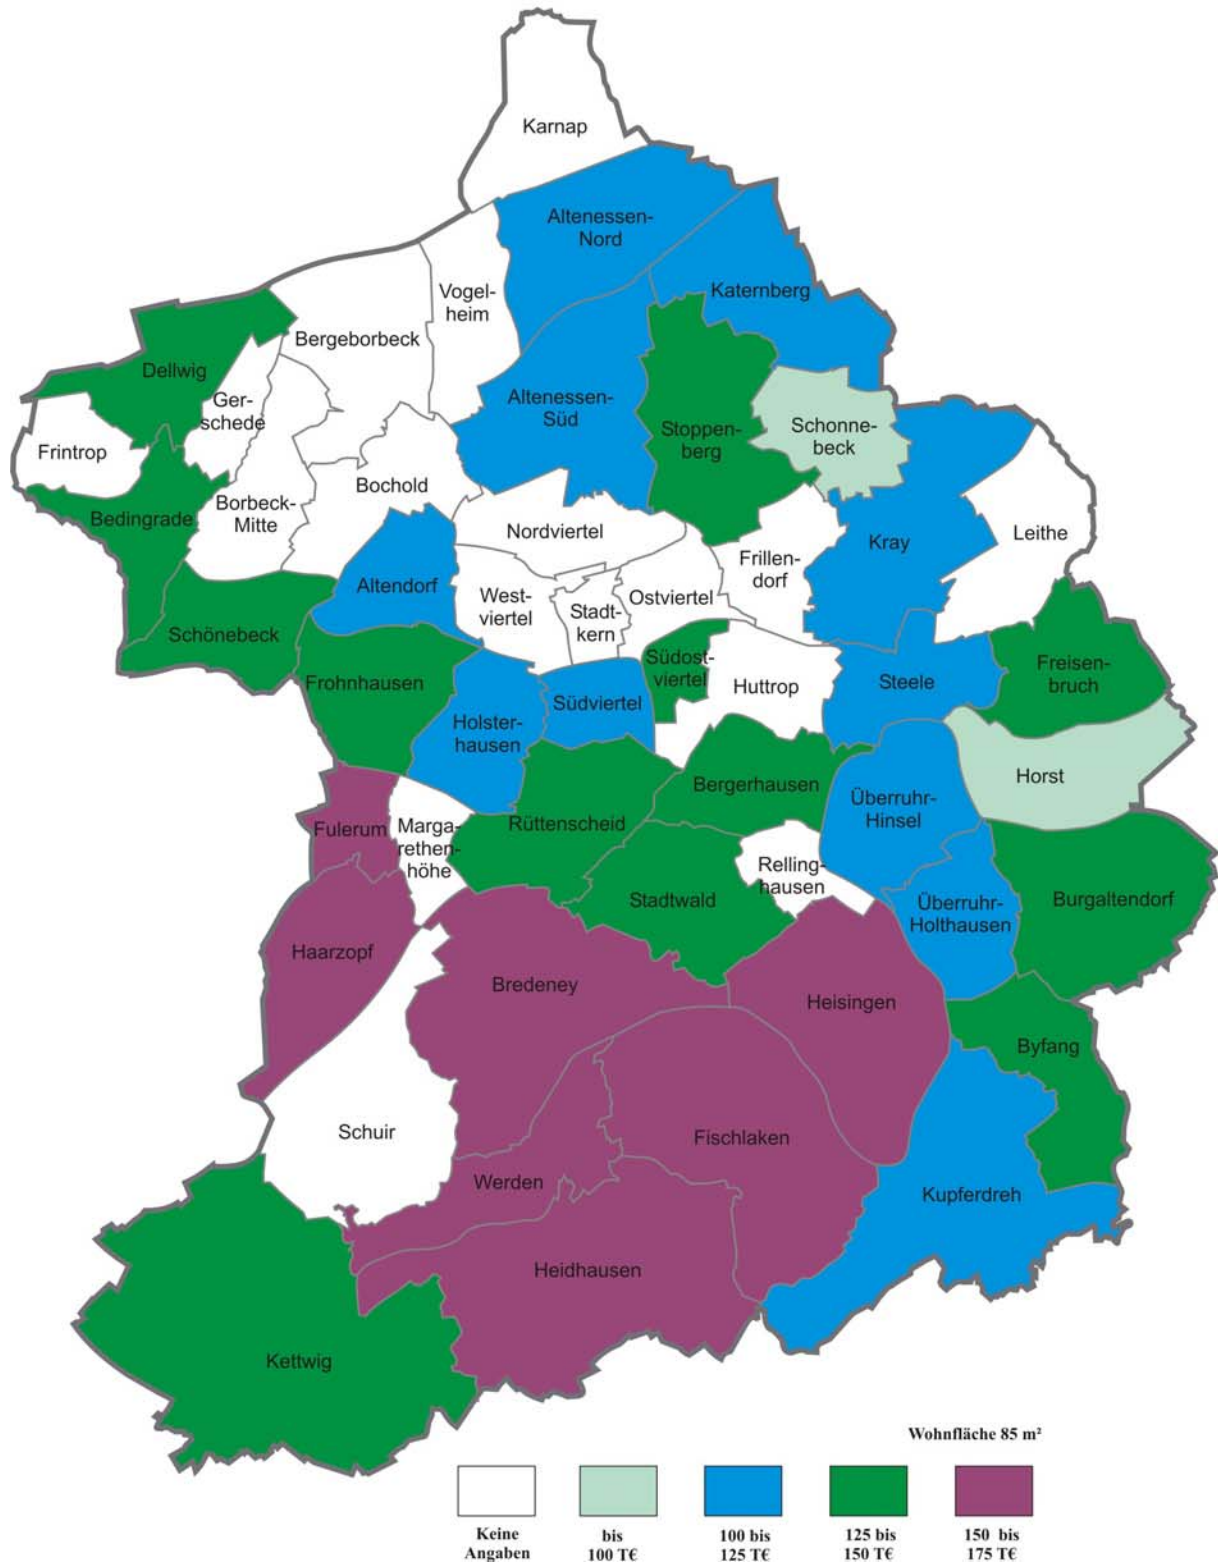 Karnap
Altenessen-
Nord
Katernberg
Vogel-
heim
Bergeborbeck
Dellwig
Ger-
schede
Altenessen-
Süd
Stoppen-
berg
Schonne-
beck
Frintrop
Bochold
Borbeck-
Mitte
Bedingrade
Nordviertel
Kray
Leithe
Frillen-
dorf
Altendorf
West-
viertel
Stadt-
kern
Ostviertel
Schönebeck
Südost-
viertel
Freisen-
bruch
Frohnhausen
Huttrop
Steele
Holster-
hausen
Südviertel
Horst
Bergerhausen
Überruhr-
Hinsel
Fulerum
Marga-
rethen-
höhe
Rüttenscheid
Relling-
hausen
Stadtwald
Überruhr-
Holthausen
Burgaltendorf
Haarzopf
Bredeney
Heisingen
Byfang
Schuir
Fischlaken
Werden
Kupferdreh
Heidhausen
Kettwig
Wohnfläche 85 m²
Keine
Angaben
bis
100 T€
100 bis
125 T€
125 bis
150 T€
150 bis
175 T€